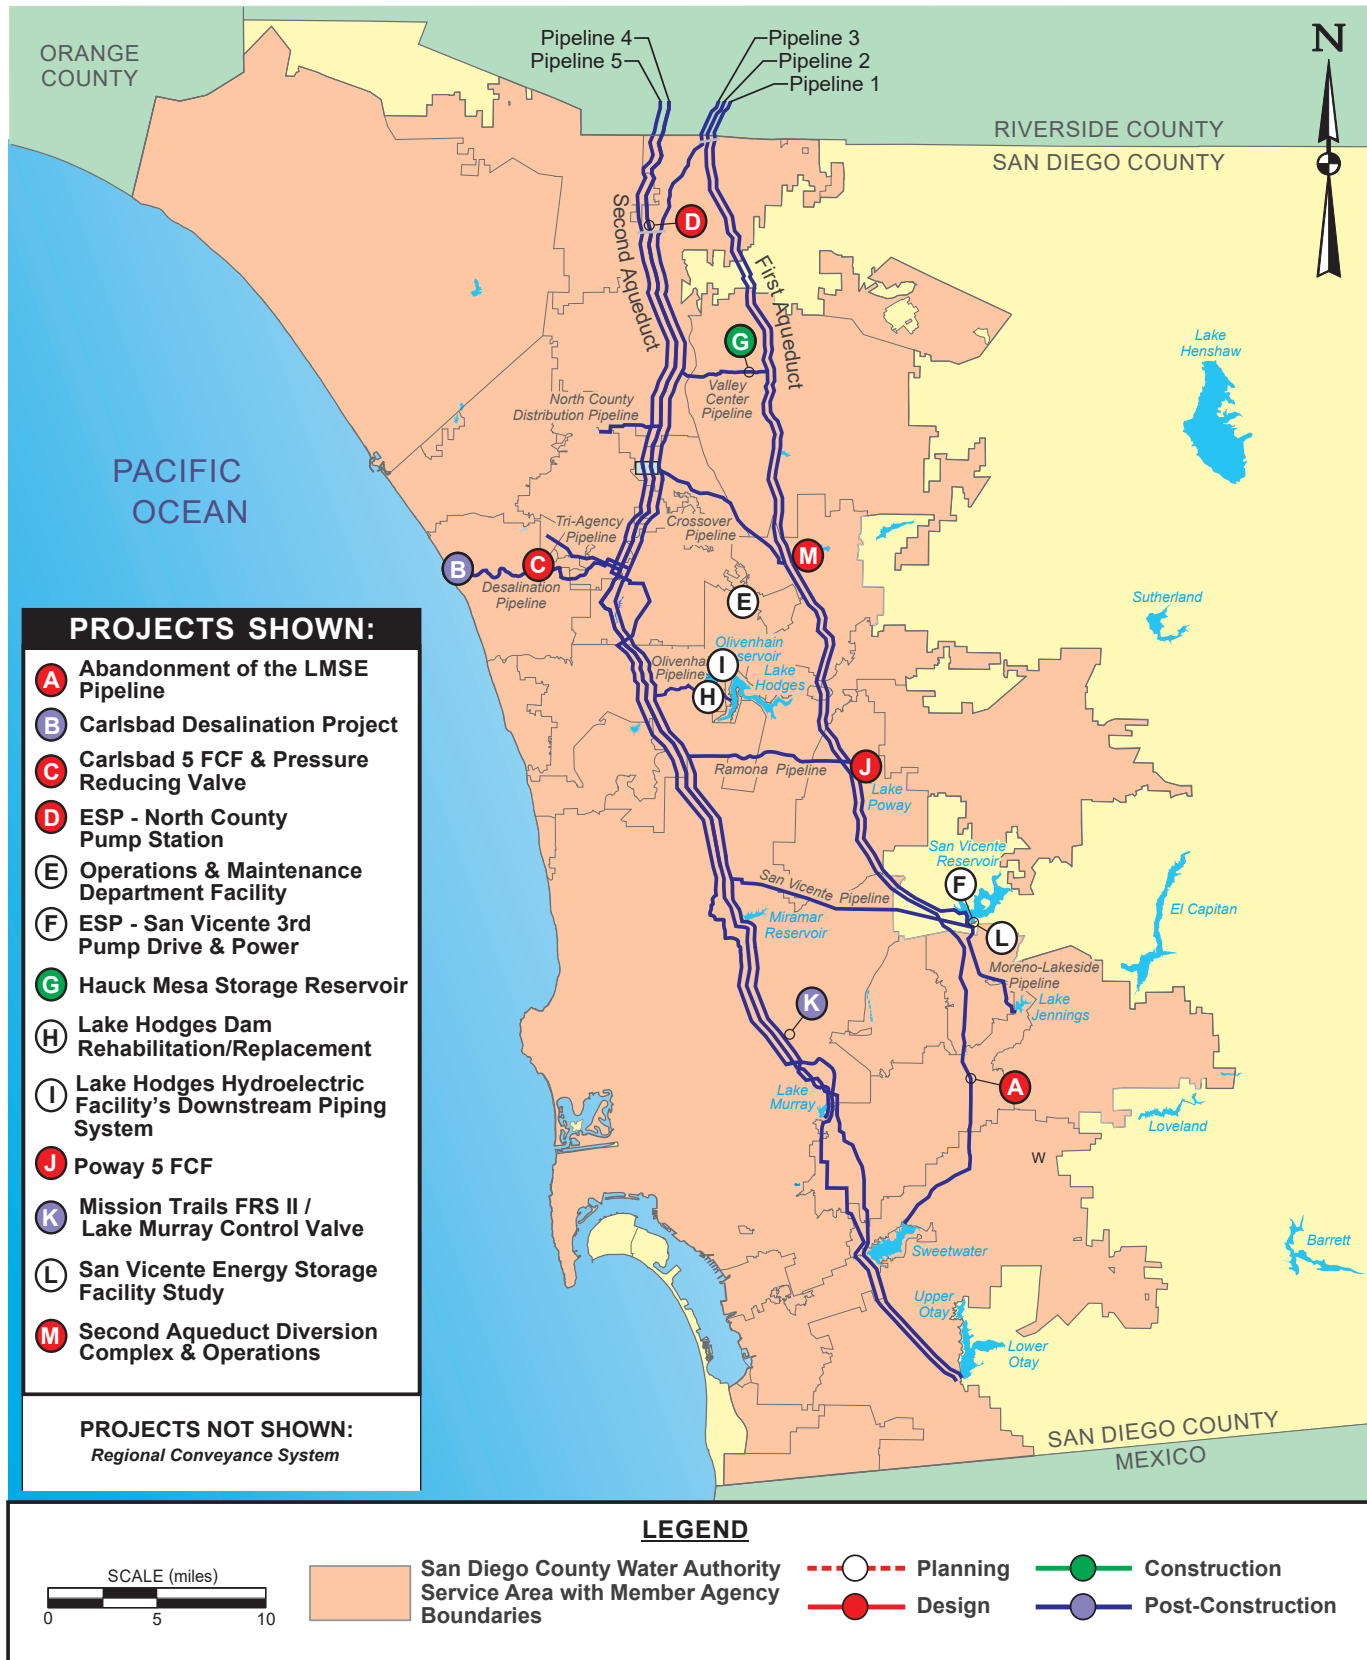 ORANGE
COUNTY
Pipeline 4
Pipeline 5
Pipeline 3
Pipeline 2
Pipeline 1
N
RIVERSIDE COUNTY
SAN DIEGO COUNTY
Second Aqueduct
D
First Aqueduct
G
Valley
Center
Pipeline
North County
Distribution Pipeline
Lake
Henshaw
PACIFIC
OCEAN
Tri-Agency
Pipeline
Crossover
Pipeline
M
B
C
Desalination
Pipeline
E
Sutherland
Olivenhain
Reservoir
I
Olivenhain
Pipeline
Lake
Hodges
H
Ramona Pipeline
J
Lake
Poway
San Vicente
Reservoir
F
San Vicente Pipeline
Miramar
Reservoir
L
El Capitan
Moreno-Lakeside
Pipeline
K
Lake
Jennings
Lake
Murray
A
Loveland
W
Sweetwater
Barrett
Upper
Otay
Lower
Otay
SAN DIEGO COUNTY
MEXICO
PROJECTS SHOWN:
A Abandonment of the LMSE
Pipeline
B Carlsbad Desalination Project
C Carlsbad 5 FCF & Pressure
Reducing Valve
D ESP - North County
Pump Station
E Operations & Maintenance
Department Facility
F ESP - San Vicente 3rd
Pump Drive & Power
G Hauck Mesa Storage Reservoir
H Lake Hodges Dam
Rehabilitation/Replacement
I Lake Hodges Hydroelectric
Facility's Downstream Piping
System
J Poway 5 FCF
K Mission Trails FRS II /
Lake Murray Control Valve
L San Vicente Energy Storage
Facility Study
M Second Aqueduct Diversion
Complex & Operations
PROJECTS NOT SHOWN:
Regional Conveyance System
LEGEND
SCALE (miles)
0 5 10
San Diego County Water Authority
Service Area with Member Agency
Boundaries
Planning
Design
Construction
Post-Construction